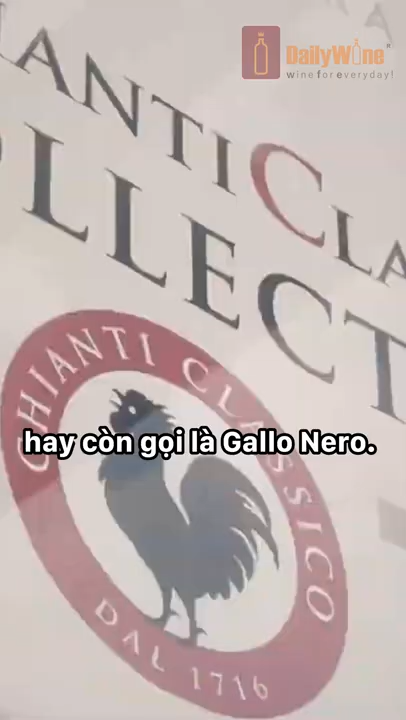 DailyWine
wine for everyday!
CHIANTI CLASSICO
hay còn gọi là Gallo Nero.
DAL 1716